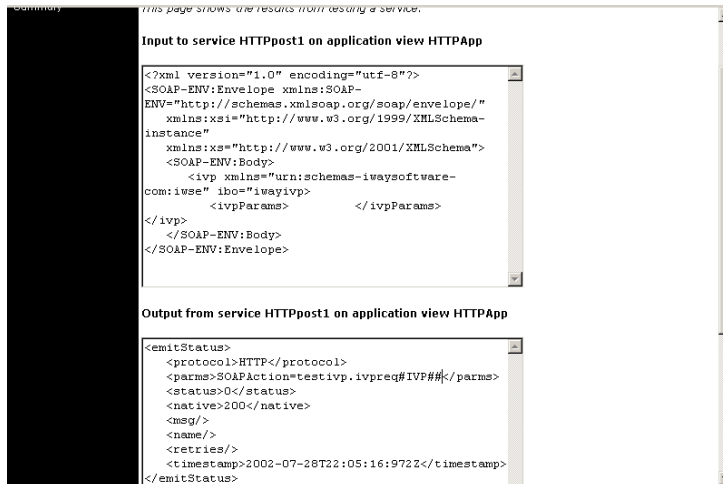 Summary
This page shows the results from testing a service.
Input to service HTTPpost1 on application view HTTPApp
<?xml version="1.0" encoding="utf-8"?>
<SOAP-ENV:Envelope xmlns:SOAP-
ENV="http://schemas.xmlsoap.org/soap/envelope/"
xmlns:xsi="http://www.w3.org/1999/XMLSchema-
instance"
xmlns:xs="http://www.w3.org/2001/XMLSchema">
<SOAP-ENV:Body>
<ivp xmlns="urn:schemas-iwaysoftware-
com:iwse" ibo="iwayivp>
<ivpParams> </ivpParams>
</ivp>
</SOAP-ENV:Body>
</SOAP-ENV:Envelope>
Output from service HTTPpost1 on application view HTTPApp
<emitStatus>
<protocol>HTTP</protocol>
<parms>SOAPAction=testivp.ivpreq#IVP##</parms>
<status>0</status>
<native>200</native>
<msg/>
<name/>
<retries/>
<timestamp>2002-07-28T22:05:16:972Z</timestamp>
</emitStatus>